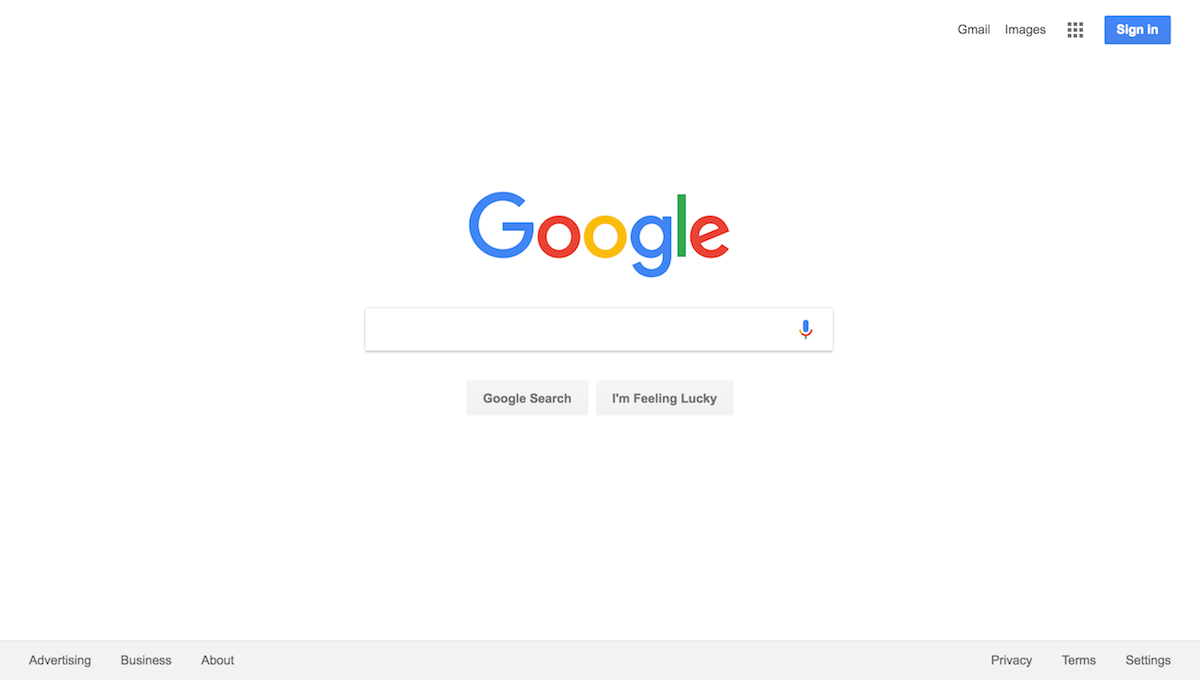 Gmail Images Sign in
Google
Google Search I'm Feeling Lucky
Advertising Business About Privacy Terms Settings